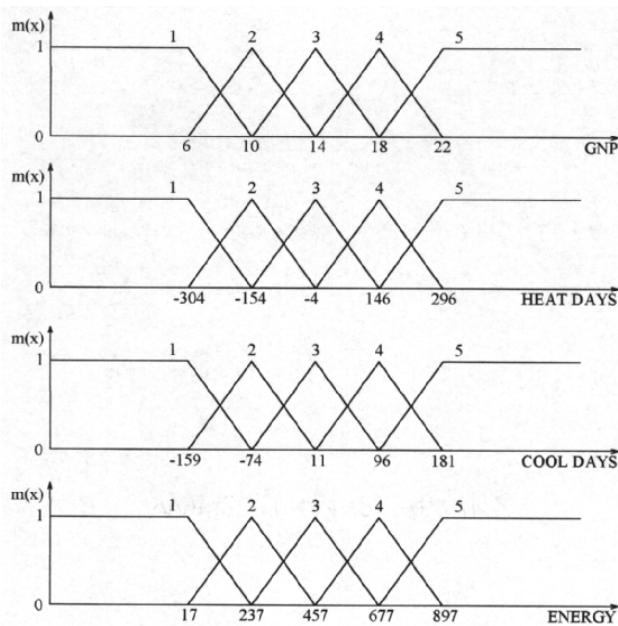 m(x)
1 2 3 4 5
1
0
6 10 14 18 22
GNP
m(x)
1 2 3 4 5
1
0
-304 -154 -4 146 296 HEAT DAYS
m(x)
1 2 3 4 5
1
0
-159 -74 11 96 181 COOL DAYS
m(x)
1 2 3 4 5
1
0
17 237 457 677 897 ENERGY